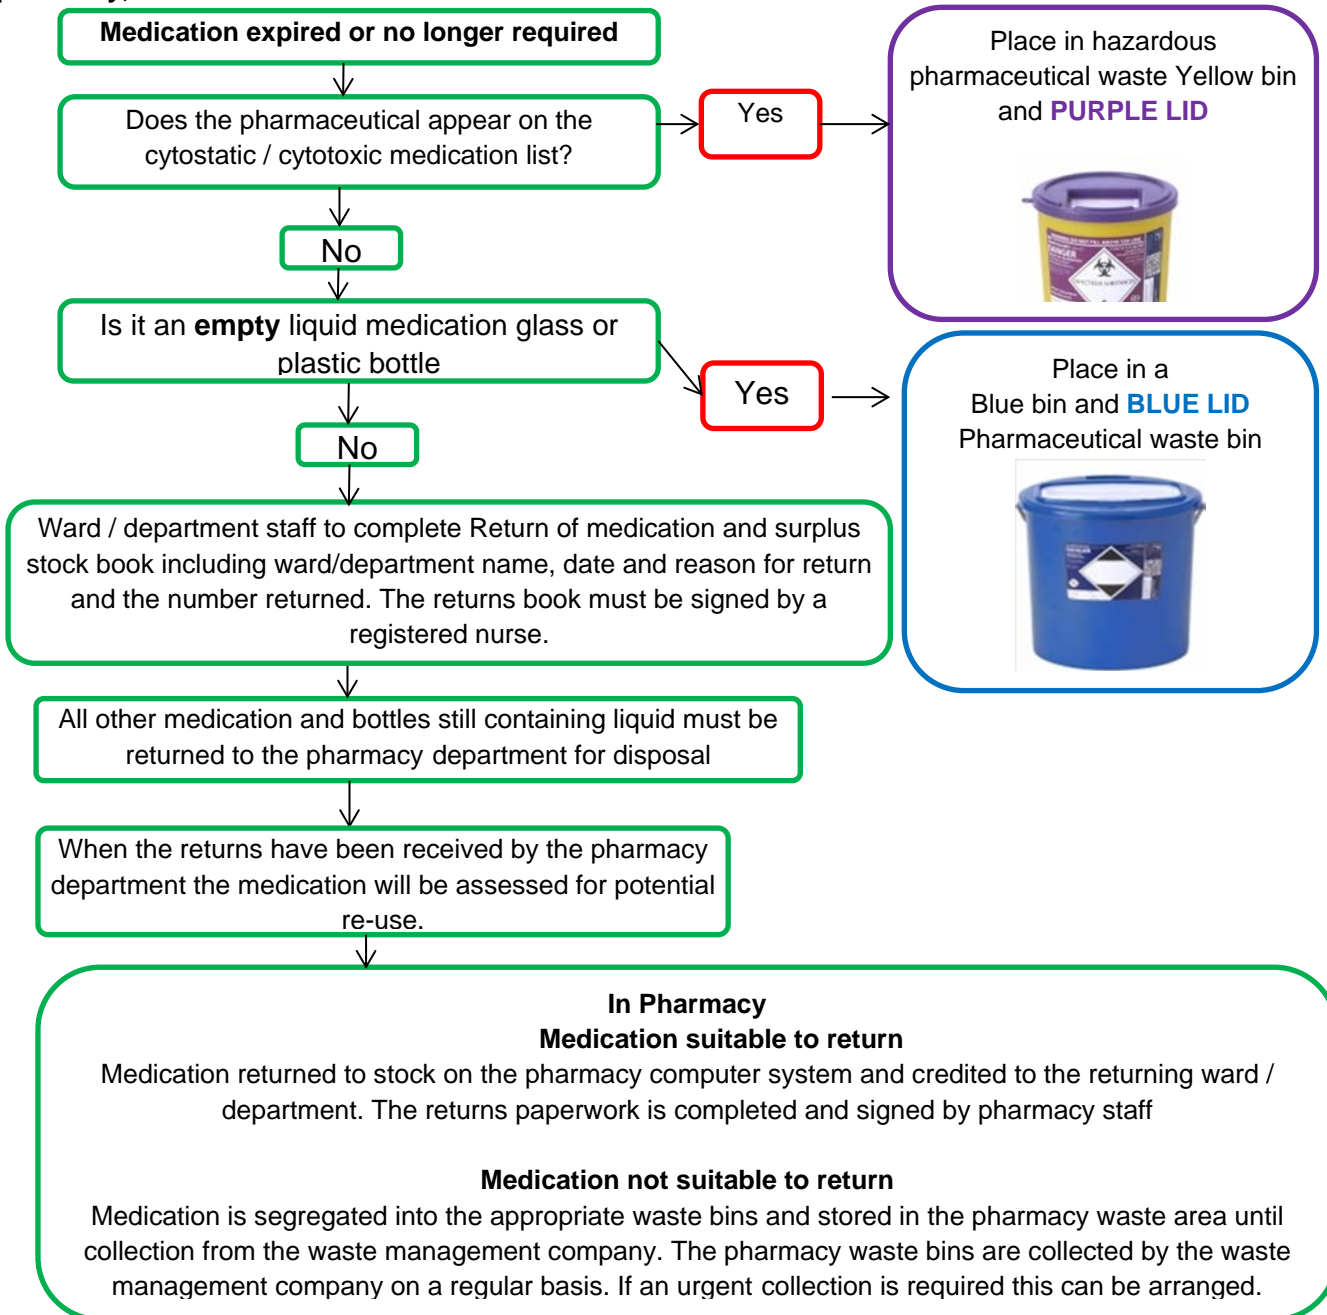 Medication expired or no longer required
Does the pharmaceutical appear on the
cytostatic / cytotoxic medication list?
Yes
Place in hazardous
pharmaceutical waste Yellow bin
and PURPLE LID
DANGER
INFECTIOUS SUBSTANCE
No
Is it an empty liquid medication glass or
plastic bottle
Yes
Place in a
Blue bin and BLUE LID
Pharmaceutical waste bin
No
Ward / department staff to complete Return of medication and surplus
stock book including ward/department name, date and reason for return
and the number returned. The returns book must be signed by a
registered nurse.
All other medication and bottles still containing liquid must be
returned to the pharmacy department for disposal
When the returns have been received by the pharmacy
department the medication will be assessed for potential
re-use.
In Pharmacy
Medication suitable to return
Medication returned to stock on the pharmacy computer system and credited to the returning ward /
department. The returns paperwork is completed and signed by pharmacy staff
Medication not suitable to return
Medication is segregated into the appropriate waste bins and stored in the pharmacy waste area until
collection from the waste management company. The pharmacy waste bins are collected by the waste
management company on a regular basis. If an urgent collection is required this can be arranged.